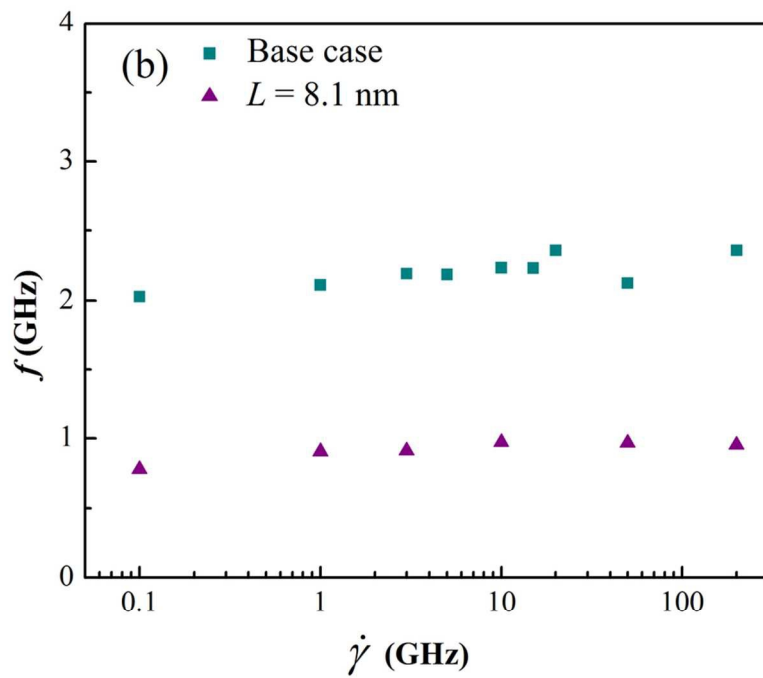 (b)
Base case
L = 8.1 nm
4
3
2
1
0
f (GHz)
0.1 1 10 100
γ̇ (GHz)